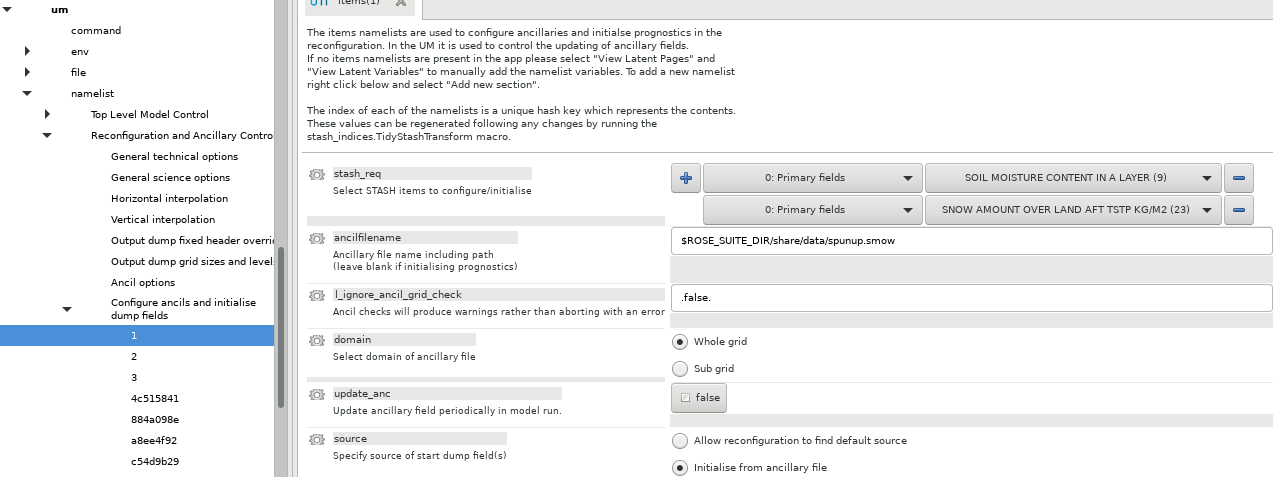 um
command
env
file
namelist
Top Level Model Control
Reconfiguration and Ancillary Contro
General technical options
General science options
Horizontal interpolation
Vertical interpolation
Output dump fixed header overri
Output dump grid sizes and level
Ancil options
Configure ancils and initialise
dump fields
1
2
3
4c515841
884a098e
a8ee4f92
c54d9b29
items(1)
The items namelists are used to configure ancillaries and initialse prognostics in the
reconfiguration. In the UM it is used to control the updating of ancillary fields.
If no items namelists are present in the app please select "View Latent Pages" and
"View Latent Variables" to manually add the namelist variables. To add a new namelist
right click below and select "Add new section".
The index of each of the namelists is a unique hash key which represents the contents.
These values can be regenerated following any changes by running the
stash_indices.TidyStashTransform macro.
stash_req
Select STASH items to configure/initialise
0: Primary fields
SOIL MOISTURE CONTENT IN A LAYER (9)
0: Primary fields
SNOW AMOUNT OVER LAND AFT TSTP KG/M2 (23)
ancilfilename
Ancillary file name including path
(leave blank if initialising prognostics)
$ROSE_SUITE_DIR/share/data/spunup.smow
l_ignore_ancil_grid_check
Ancil checks will produce warnings rather than aborting with an error
.false.
domain
Select domain of ancillary file
Whole grid
Sub grid
update_anc
Update ancillary field periodically in model run.
false
source
Specify source of start dump field(s)
Allow reconfiguration to find default source
Initialise from ancillary file